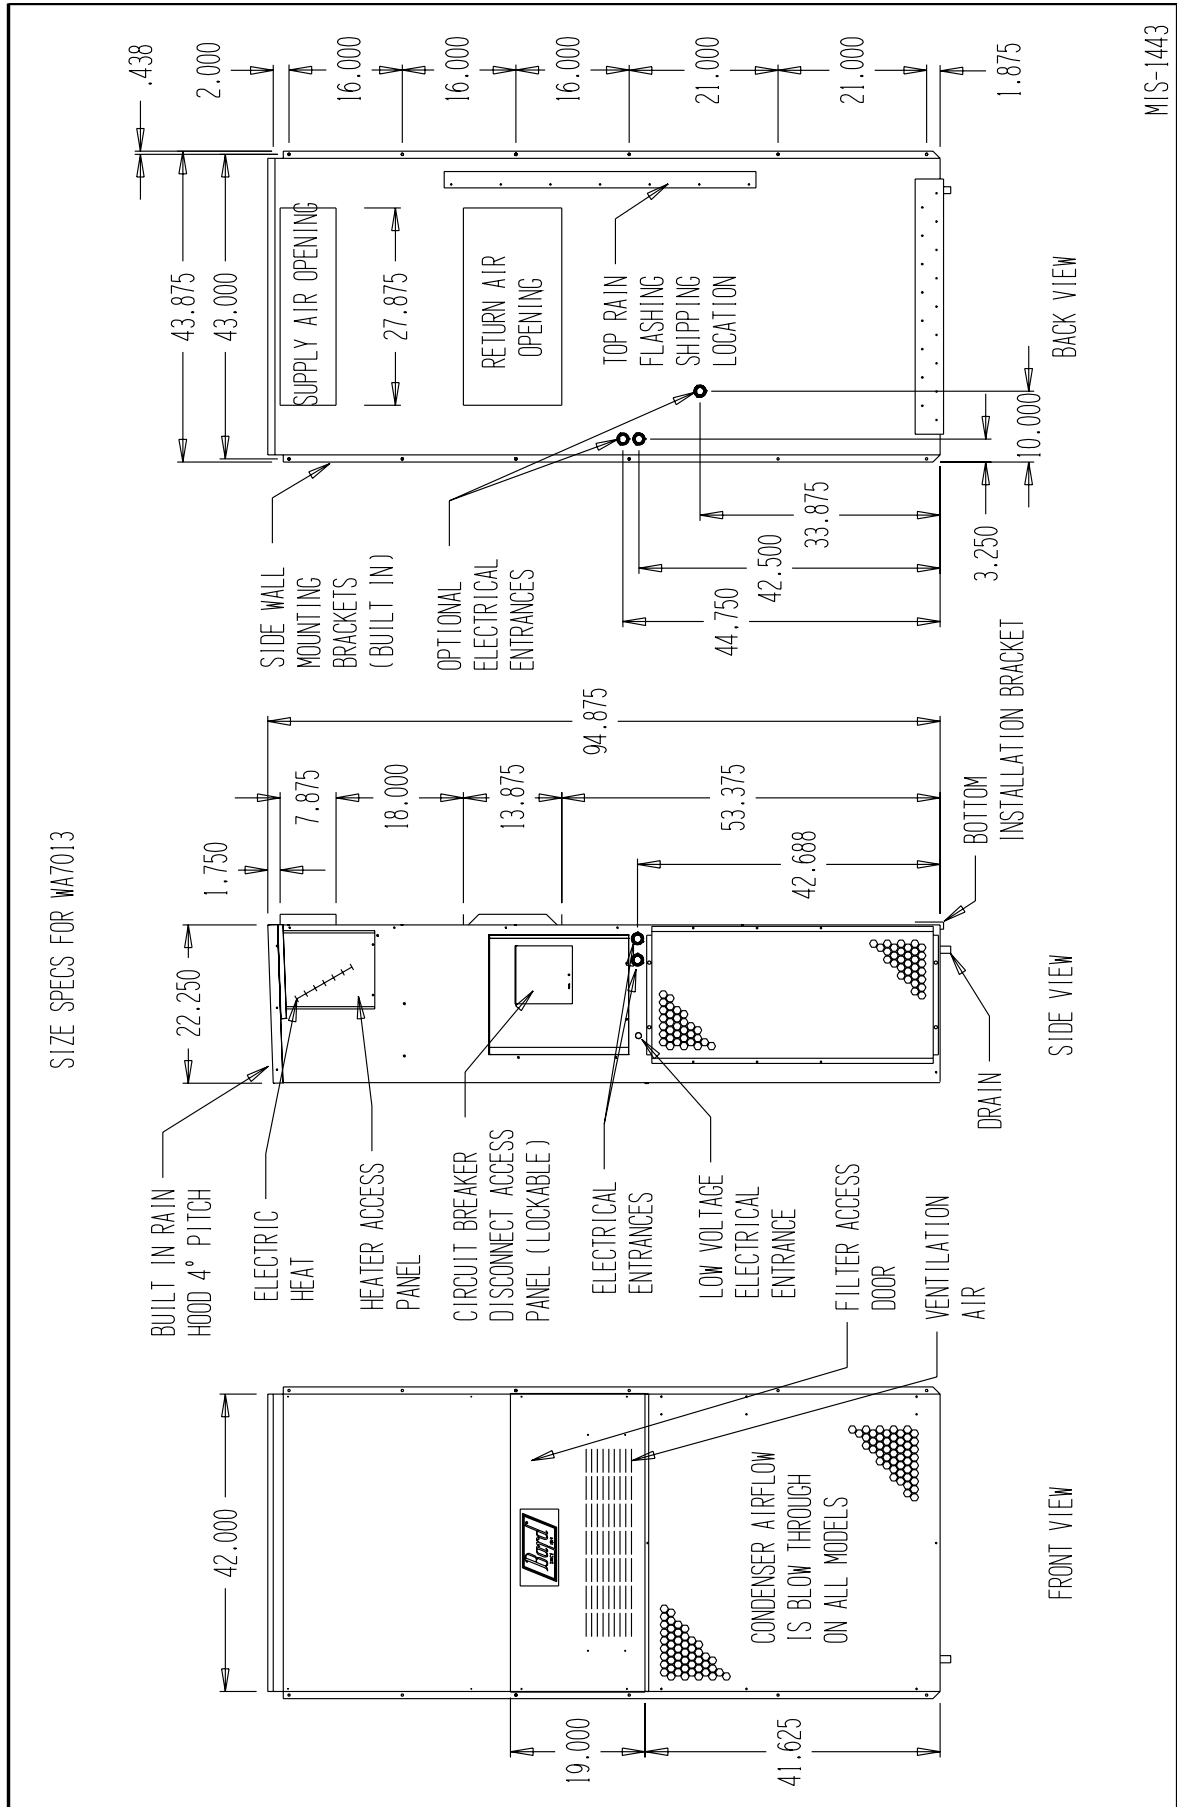 SIZE SPECS FOR WA7013
42.000
19.000
41.625
Bard
CONDENSER AIRFLOW
IS BLOW THROUGH
ON ALL MODELS
FRONT VIEW
BUILT IN RAIN
HOOD 4° PITCH
ELECTRIC
HEAT
HEATER ACCESS
PANEL
CIRCUIT BREAKER
DISCONNECT ACCESS
PANEL (LOCKABLE)
ELECTRICAL
ENTRANCES
LOW VOLTAGE
ELECTRICAL
ENTRANCE
FILTER ACCESS
DOOR
VENTILATION
AIR
22.250
1.750
7.875
18.000
13.875
94.875
53.375
42.688
DRAIN
BOTTOM
INSTALLATION BRACKET
SIDE VIEW
SIDE WALL
MOUNTING
BRACKETS
(BUILT IN)
OPTIONAL
ELECTRICAL
ENTRANCES
44.750
42.500
33.875
3.250
10.000
43.875
43.000
.438
2.000
16.000
16.000
16.000
21.000
21.000
1.875
SUPPLY AIR OPENING
27.875
RETURN AIR
OPENING
TOP RAIN
FLASHING
SHIPPING
LOCATION
BACK VIEW
MIS-1443